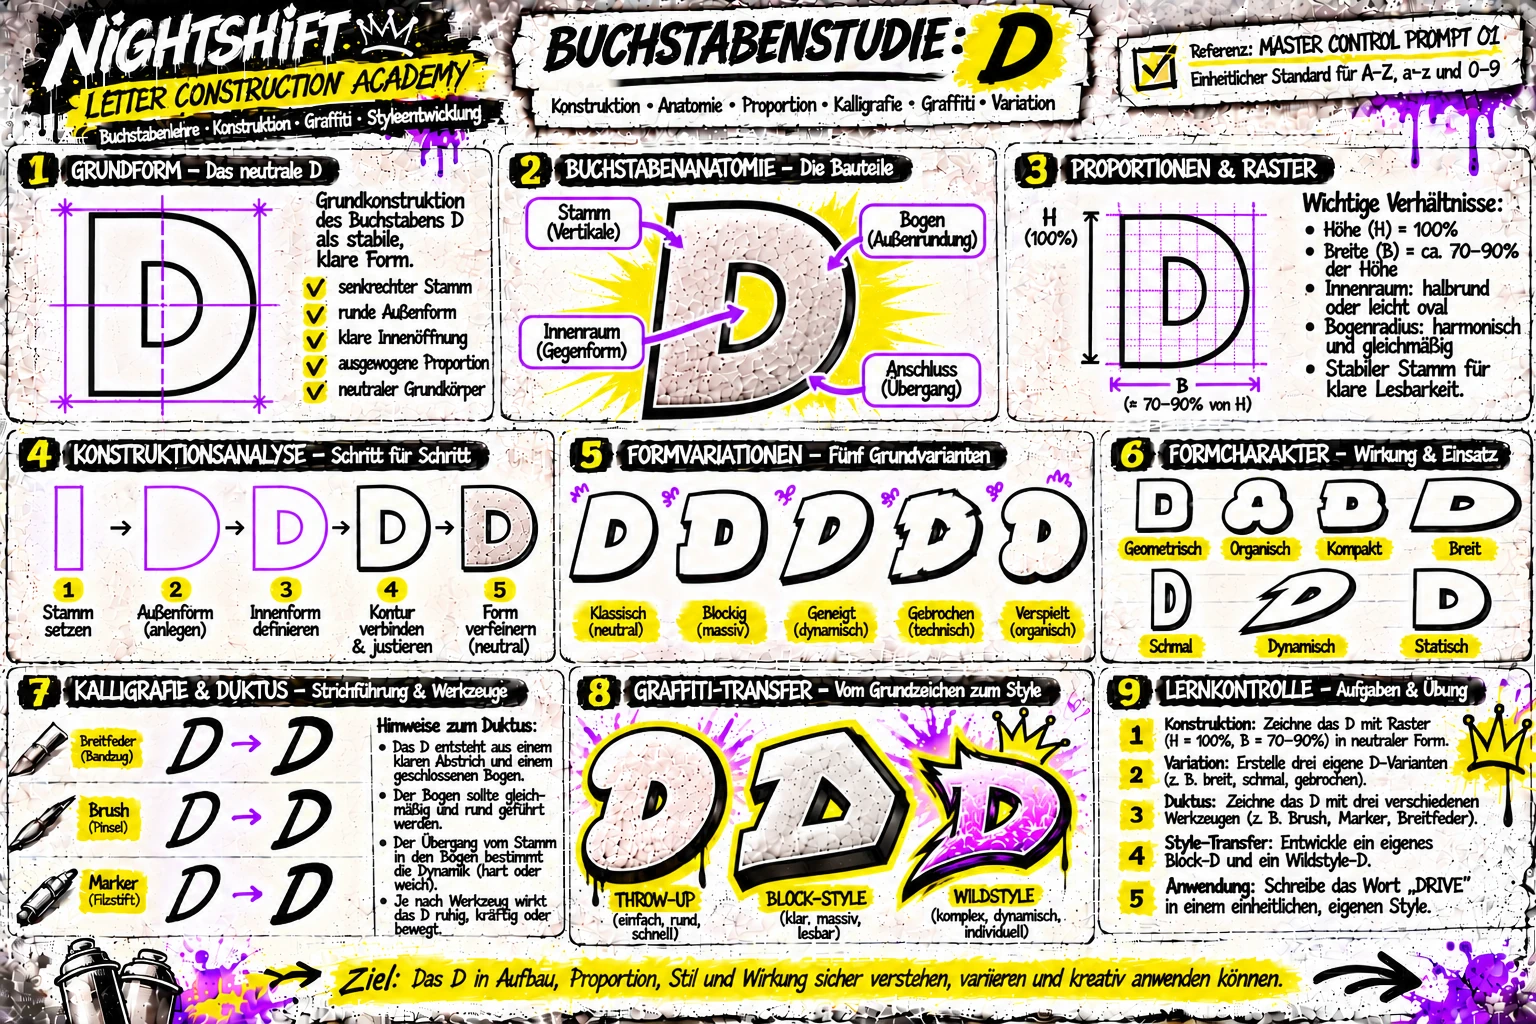 NIGHTSHIFT
LETTER CONSTRUCTION ACADEMY
Buchstabenlehre • Konstruktion • Graffiti • Styleentwicklung
BUCHSTABENSTUDIE: D
Konstruktion • Anatomie • Proportion • Kalligrafie • Graffiti • Variation
Referenz: MASTER CONTROL PROMPT 01
Einheitlicher Standard für A-Z, a-z und 0-9
1 GRUNDFORM – Das neutrale D
D
Grundkonstruktion
des Buchstabens D
als stabile,
klare Form.
senkrechter Stamm
runde Außenform
klare Innenöffnung
ausgewogene Proportion
neutraler Grundkörper
2 BUCHSTABENANATOMIE – Die Bauteile
Stamm
(Vertikale)
Bogen
(Außenrundung)
D
Innenraum
(Gegenform)
Anschluss
(Übergang)
3 PROPORTIONEN & RASTER
H
(100%)
D
B
(≈ 70-90% von H)
Wichtige Verhältnisse:
• Höhe (H) = 100%
• Breite (B) = ca. 70-90%
der Höhe
• Innenraum: halbrund
oder leicht oval
• Bogenradius: harmonisch
und gleichmäßig
• Stabiler Stamm für
klare Lesbarkeit.
4 KONSTRUKTIONSANALYSE – Schritt für Schritt
I → D → D → D → D
1 2 3 4 5
Stamm
setzen
Außenform
(anlegen)
Innenform
definieren
Kontur
verbinden
& justieren
Form
verfeinern
(neutral)
5 FORMVARIATIONEN – Fünf Grundvarianten
D D D D D
Klassisch
(neutral)
Blockig
(massiv)
Geneigt
(dynamisch)
Gebrochen
(technisch)
Verspielt
(organisch)
6 FORMCHARAKTER – Wirkung & Einsatz
D D D D
Geometrisch Organisch Kompakt Breit
D D D
Schmal Dynamisch Statisch
7 KALLIGRAFIE & DUKTUS – Strichführung & Werkzeuge
Breitfeder
(Bandzug)
D → D
Brush
(Pinsel)
D → D
Marker
(Filzstift)
D → D
Hinweise zum Duktus:
• Das D entsteht aus einem
klaren Abstrich und einem
geschlossenen Bogen.
• Der Bogen sollte gleich-
mäßig und rund geführt
werden.
• Der Übergang vom Stamm
in den Bogen bestimmt
die Dynamik (hart oder
weich).
• Je nach Werkzeug wirkt
das D ruhig, kräftig oder
bewegt.
8 GRAFFITI-TRANSFER – Vom Grundzeichen zum Style
D D D
THROW-UP
(einfach, rund,
schnell)
BLOCK-STYLE
(klar, massiv,
lesbar)
WILDSTYLE
(komplex, dynamisch,
individuell)
9 LERNKONTROLLE – Aufgaben & Übung
1 Konstruktion: Zeichne das D mit Raster
(H = 100%, B = 70-90%) in neutraler Form.
2 Variation: Erstelle drei eigene D-Varianten
(z. B. breit, schmal, gebrochen).
3 Duktus: Zeichne das D mit drei verschiedenen
Werkzeugen (z. B. Brush, Marker, Breitfeder).
4 Style-Transfer: Entwickle ein eigenes
Block-D und ein Wildstyle-D.
5 Anwendung: Schreibe das Wort „DRIVE"
in einem einheitlichen, eigenen Style.
Ziel: Das D in Aufbau, Proportion, Stil und Wirkung sicher verstehen, variieren und kreativ anwenden können.